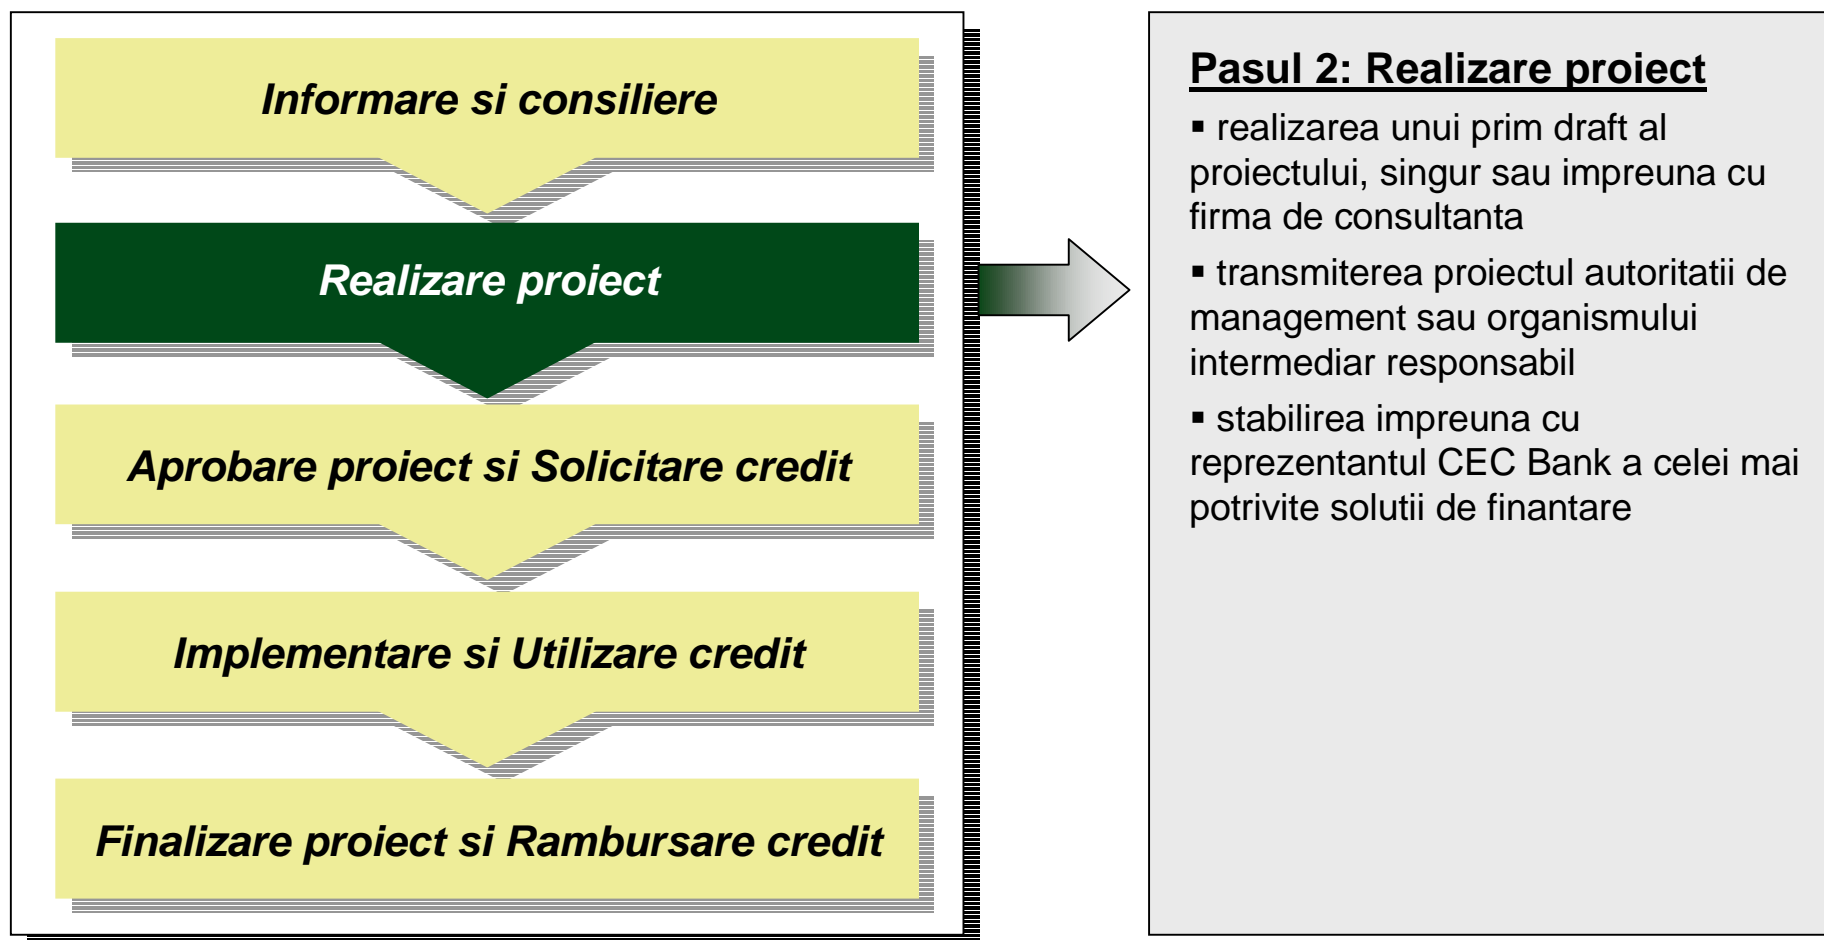 Informare si consiliere
Realizare proiect
Aprobare proiect si Solicitare credit
Implementare si Utilizare credit
Finalizare proiect si Rambursare credit
Pasul 2: Realizare proiect
▪ realizarea unui prim draft al
proiectului, singur sau impreuna cu
firma de consultanta
▪ transmiterea proiectul autoritatii de
management sau organismului
intermediar responsabil
▪ stabilirea impreuna cu
reprezentantul CEC Bank a celei mai
potrivite solutii de finantare